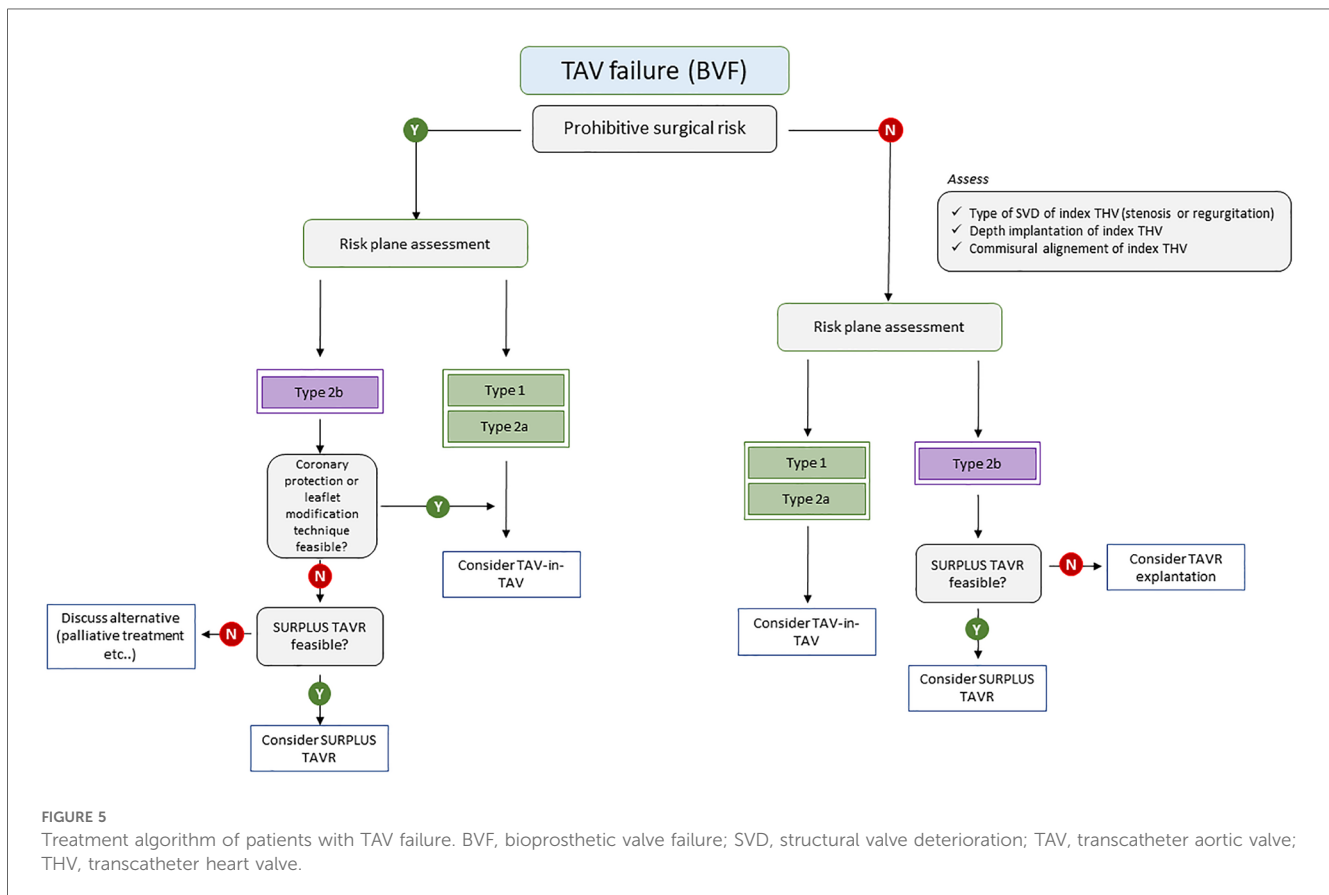 TAV failure (BVF)
Prohibitive surgical risk
Y
N
Assess
✓ Type of SVD of index THV (stenosis or regurgitation)
✓ Depth implantation of index THV
✓ Commisural alignement of index THV
Risk plane assessment
Type 2b
Type 1
Type 2a
Coronary
protection or
leaflet
modification
technique
feasible?
Y
Consider TAV-in-
TAV
N
SURPLUS TAVR
feasible?
N
Discuss alternative
(palliative treatment
etc..)
Y
Consider SURPLUS
TAVR
Risk plane assessment
Type 1
Type 2a
Type 2b
Consider TAV-in-
TAV
SURPLUS TAVR
feasible?
N
Consider TAVR
explantation
Y
Consider SURPLUS
TAVR
FIGURE 5
Treatment algorithm of patients with TAV failure. BVF, bioprosthetic valve failure; SVD, structural valve deterioration; TAV, transcatheter aortic valve;
THV, transcatheter heart valve.